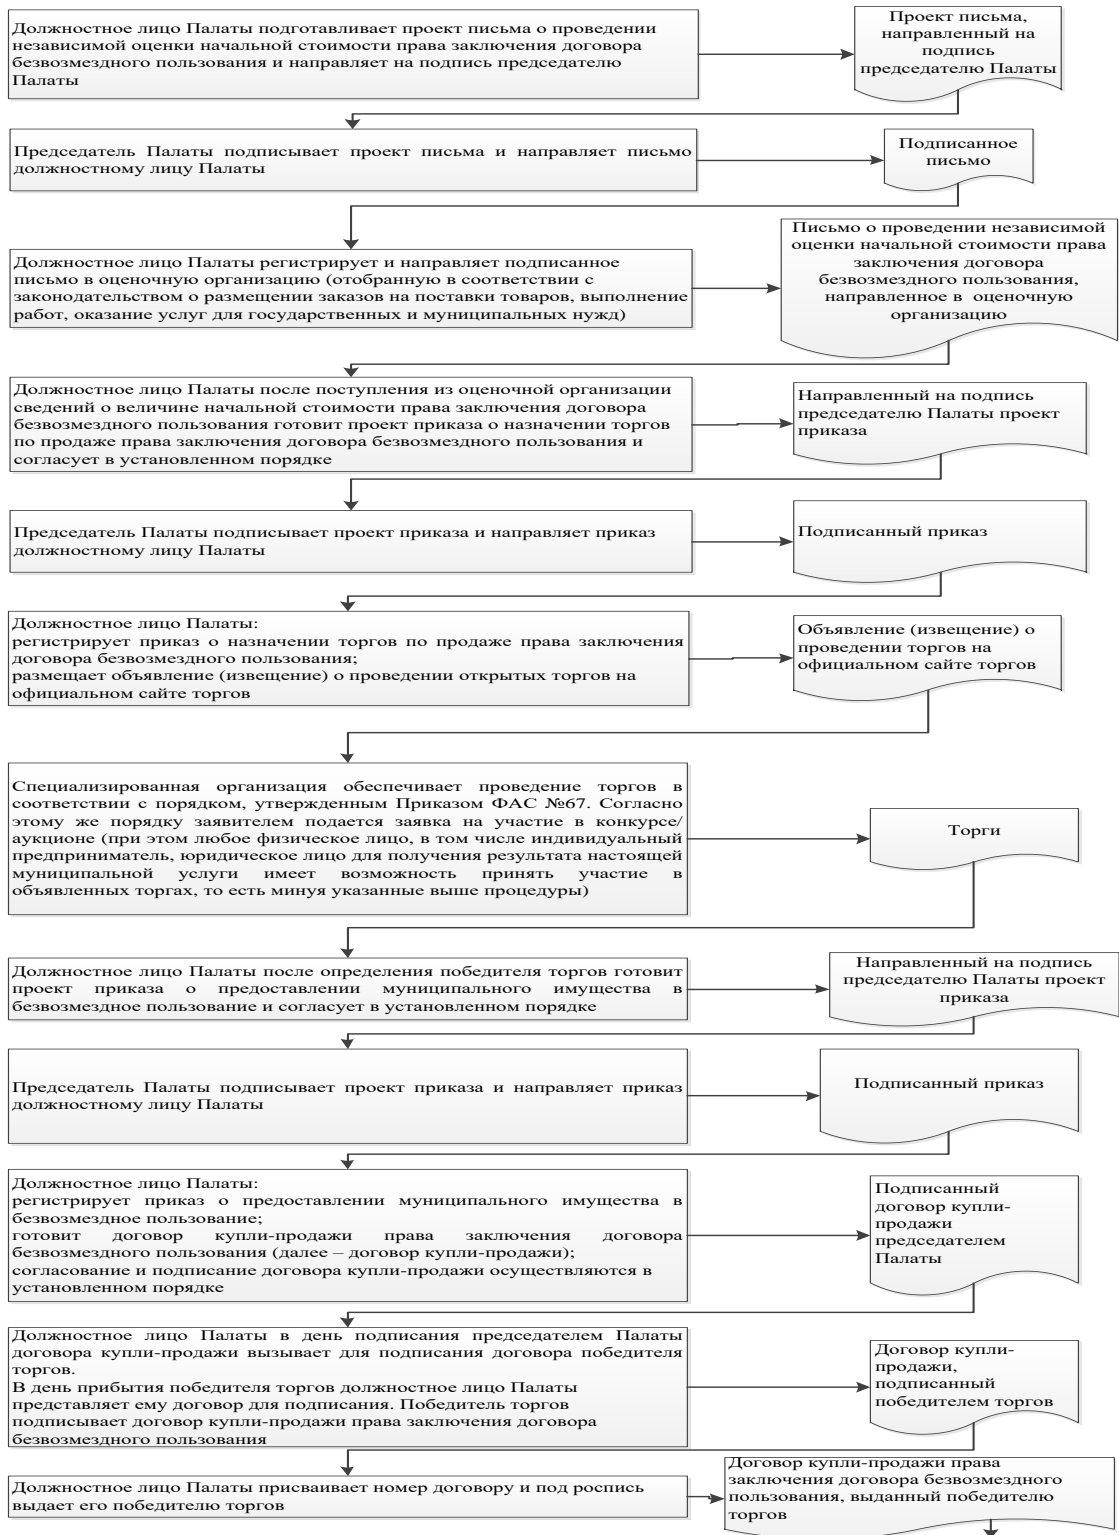 Должностное лицо Палаты подготавливает проект письма о проведении
независимой оценки начальной стоимости права заключения договора
безвозмездного пользования и направляет на подпись председателю
Палаты
Проект письма,
направленный на
подпись
председателю Палаты
Председатель Палаты подписывает проект письма и направляет письмо
должностному лицу Палаты
Подписанное
письмо
Должностное лицо Палаты регистрирует и направляет подписанное
письмо в оценочную организацию (отобранную в соответствии с
законодательством о размещении заказов на поставки товаров, выполнение
работ, оказание услуг для государственных и муниципальных нужд)
Письмо о проведении независимой
оценки начальной стоимости права
заключения договора
безвозмездного пользования,
направленное в оценочную
организацию
Должностное лицо Палаты после поступления из оценочной организации
сведений о величине начальной стоимости права заключения договора
безвозмездного пользования готовит проект приказа о назначении торгов
по продаже права заключения договора безвозмездного пользования и
согласует в установленном порядке
Направленный на подпись
председателю Палаты проект
приказа
Председатель Палаты подписывает проект приказа и направляет приказ
должностному лицу Палаты
Подписанный приказ
Должностное лицо Палаты:
регистрирует приказ о назначении торгов по продаже права заключения
договора безвозмездного пользования;
размещает объявление (извещение) о проведении открытых торгов на
официальном сайте торгов
Объявление (извещение) о
проведении торгов на
официальном сайте торгов
Специализированная организация обеспечивает проведение торгов в
соответствии с порядком, утвержденным Приказом ФАС №67. Согласно
этому же порядку заявителем подается заявка на участие в конкурсе/
аукционе (при этом любое физическое лицо, в том числе индивидуальный
предприниматель, юридическое лицо для получения результата настоящей
муниципальной услуги имеет возможность принять участие в
объявленных торгах, то есть минуя указанные выше процедуры)
Торги
Должностное лицо Палаты после определения победителя торгов готовит
проект приказа о предоставлении муниципального имущества в
безвозмездное пользование и согласует в установленном порядке
Направленный на подпись
председателю Палаты проект
приказа
Председатель Палаты подписывает проект приказа и направляет приказ
должностному лицу Палаты
Подписанный приказ
Должностное лицо Палаты:
регистрирует приказ о предоставлении муниципального имущества в
безвозмездное пользование;
готовит договор купли-продажи права заключения договора
безвозмездного пользования (далее – договор купли-продажи);
согласование и подписание договора купли-продажи осуществляются в
установленном порядке
Подписанный
договор купли-
продажи
председателем
Палаты
Должностное лицо Палаты в день подписания председателем Палаты
договора купли-продажи вызывает для подписания договора победителя
торгов.
В день прибытия победителя торгов должностное лицо Палаты
представляет ему договор для подписания. Победитель торгов
подписывает договор купли-продажи права заключения договора
безвозмездного пользования
Договор купли-
продажи,
подписанный
победителем торгов
Должностное лицо Палаты присваивает номер договору и под роспись
выдает его победителю торгов
Договор купли-продажи права
заключения договора безвозмездного
пользования, выданный победителю
торгов